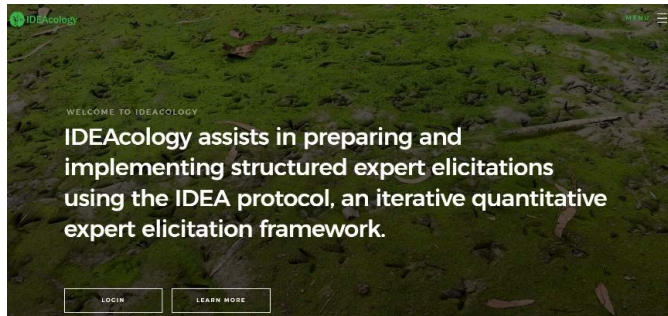 IDEAcology
MENU
WELCOME TO IDEACOLOGY
IDEAcology assists in preparing and
implementing structured expert elicitations
using the IDEA protocol, an iterative quantitative
expert elicitation framework.
LOGIN
LEARN MORE